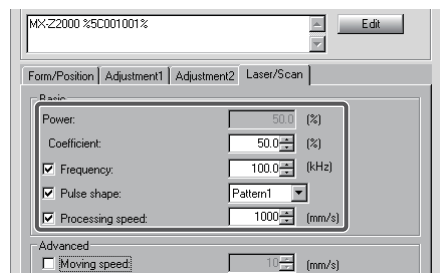 MX-Z2000 %5C001001%
Edit
Form/Position Adjustment1 Adjustment2 Laser/Scan
Basic
Power: 50.0 (%)
Coefficient: 50.0 (%)
Frequency: 100.0 (kHz)
Pulse shape: Pattern1
Processing speed: 1000 (mm/s)
Advanced
Moving speed: 10 (mm/s)